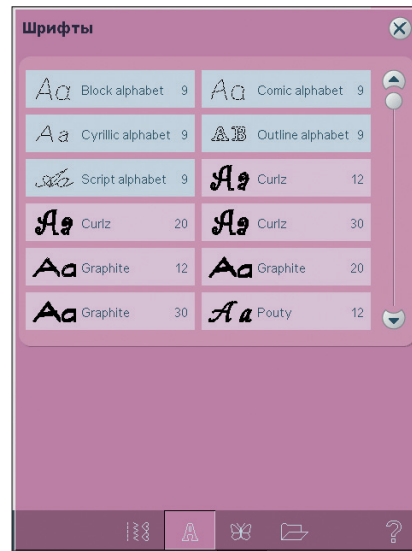 Шрифты
Aa Block alphabet 9 Aa Comic alphabet 9
Aa Cyrillic alphabet 9 AB Outline alphabet 9
Aa Script alphabet 9 Aa Curlz 12
Aa Curlz 20 Aa Curlz 30
Aa Graphite 12 Aa Graphite 20
Aa Graphite 30 Aa Pouty 12
A ?